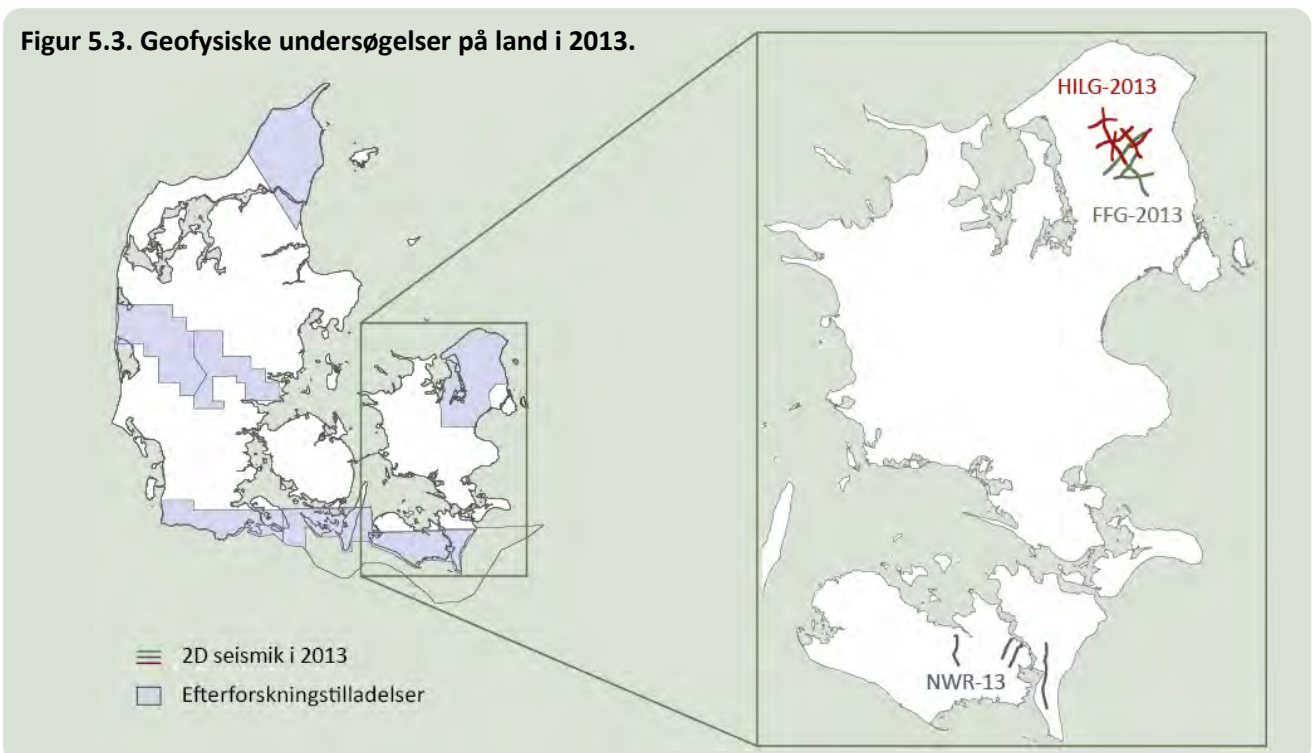 Figur 5.3. Geofysiske undersøgelser på land i 2013.
HILG-2013
FFG-2013
NWR-13
2D seismik i 2013
Efterforskningstilladelser